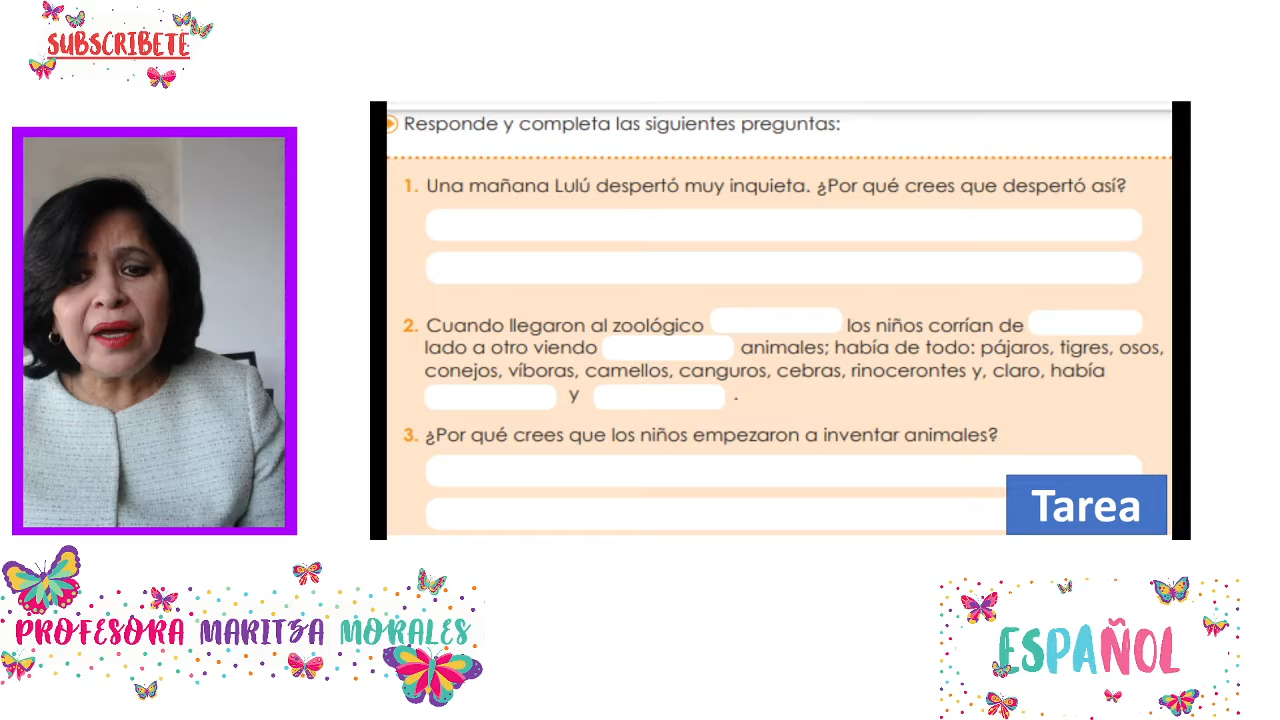 SUBSCRIBETE
Responde y completa las siguientes preguntas:
1. Una mañana Lulú despertó muy inquieta. ¿Por qué crees que despertó así?
2. Cuando llegaron al zoológico los niños corrían de
lado a otro viendo animales; había de todo: pájaros, tigres, osos,
conejos, víboras, camellos, canguros, cebras, rinocerontes y, claro, había
y .
3. ¿Por qué crees que los niños empezaron a inventar animales?
Tarea
PROFESORA MARITZA MORALES
ESPAÑOL